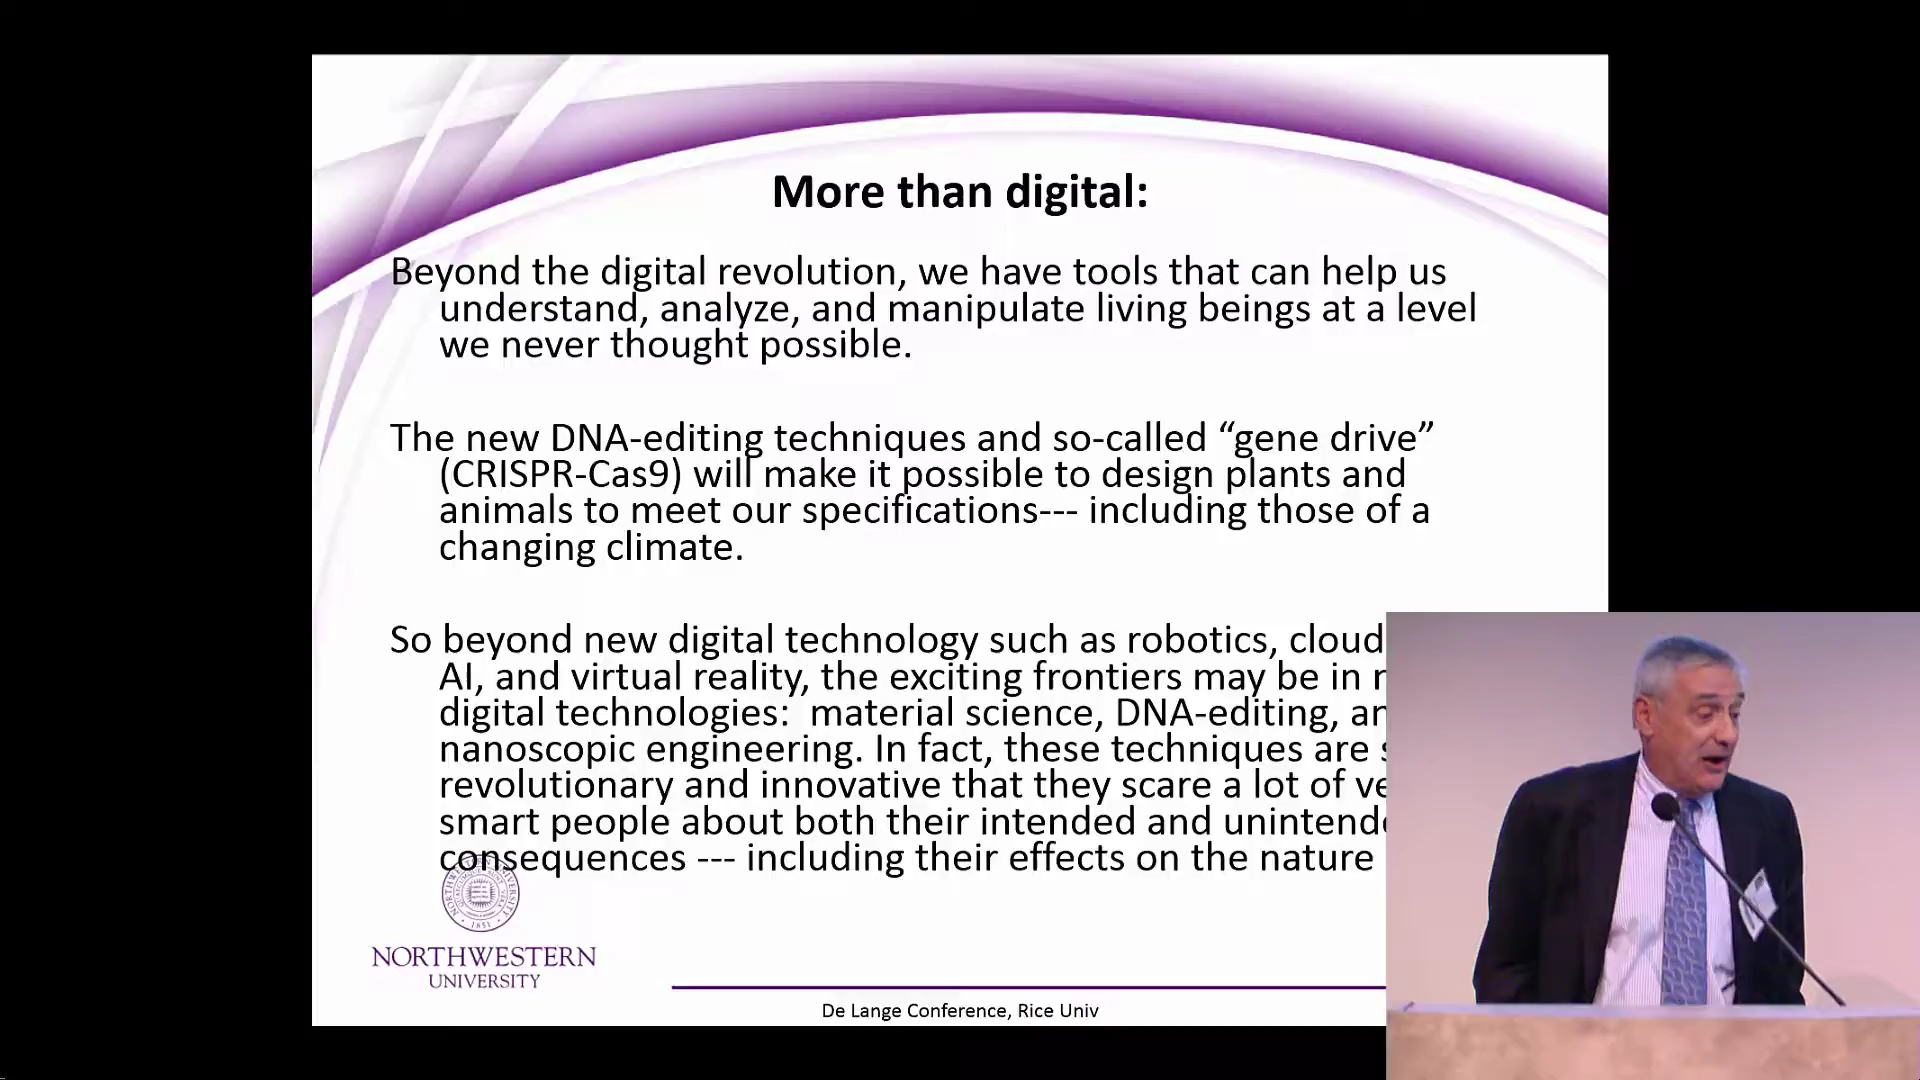 More than digital:
Beyond the digital revolution, we have tools that can help us
understand, analyze, and manipulate living beings at a level
we never thought possible.
The new DNA-editing techniques and so-called “gene drive”
(CRISPR-Cas9) will make it possible to design plants and
animals to meet our specifications--- including those of a
changing climate.
So beyond new digital technology such as robotics, cloud
AI, and virtual reality, the exciting frontiers may be in
digital technologies: material science, DNA-editing,
nanoscopic engineering. In fact, these techniques are
revolutionary and innovative that they scare a lot of
smart people about both their intended and
consequences --- including their effects on the nature
1851
NORTHWESTERN
UNIVERSITY
De Lange Conference, Rice Univ